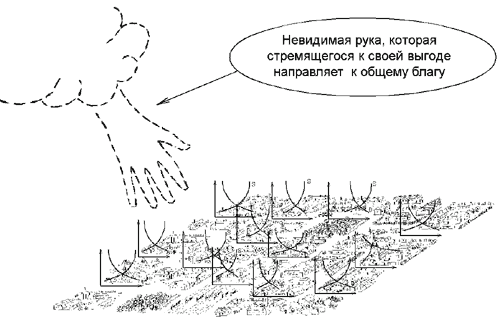 Невидимая рука, которая
стремящегося к своей выгоде
направляет к общему благу